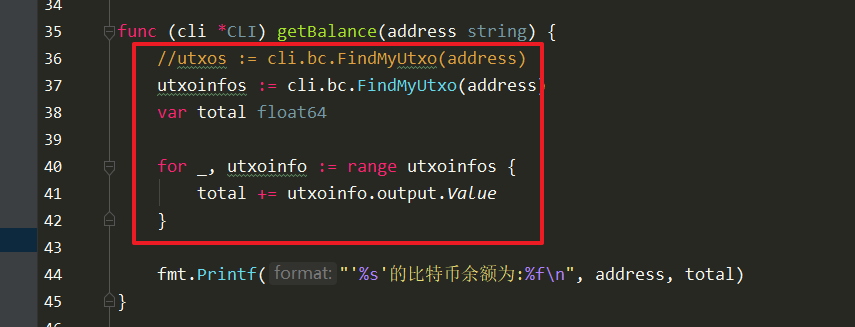 34
35 func (cli *CLI) getBalance(address string) {
36 //utxos := cli.bc.FindMyUtxo(address)
37 utxoinfos := cli.bc.FindMyUtxo(address)
38 var total float64
39
40 for _, utxoinfo := range utxoinfos {
41 total += utxoinfo.output.Value
42 }
43
44 fmt.Printf( format: "'%s'的比特币余额为:%f\n", address, total)
45 }